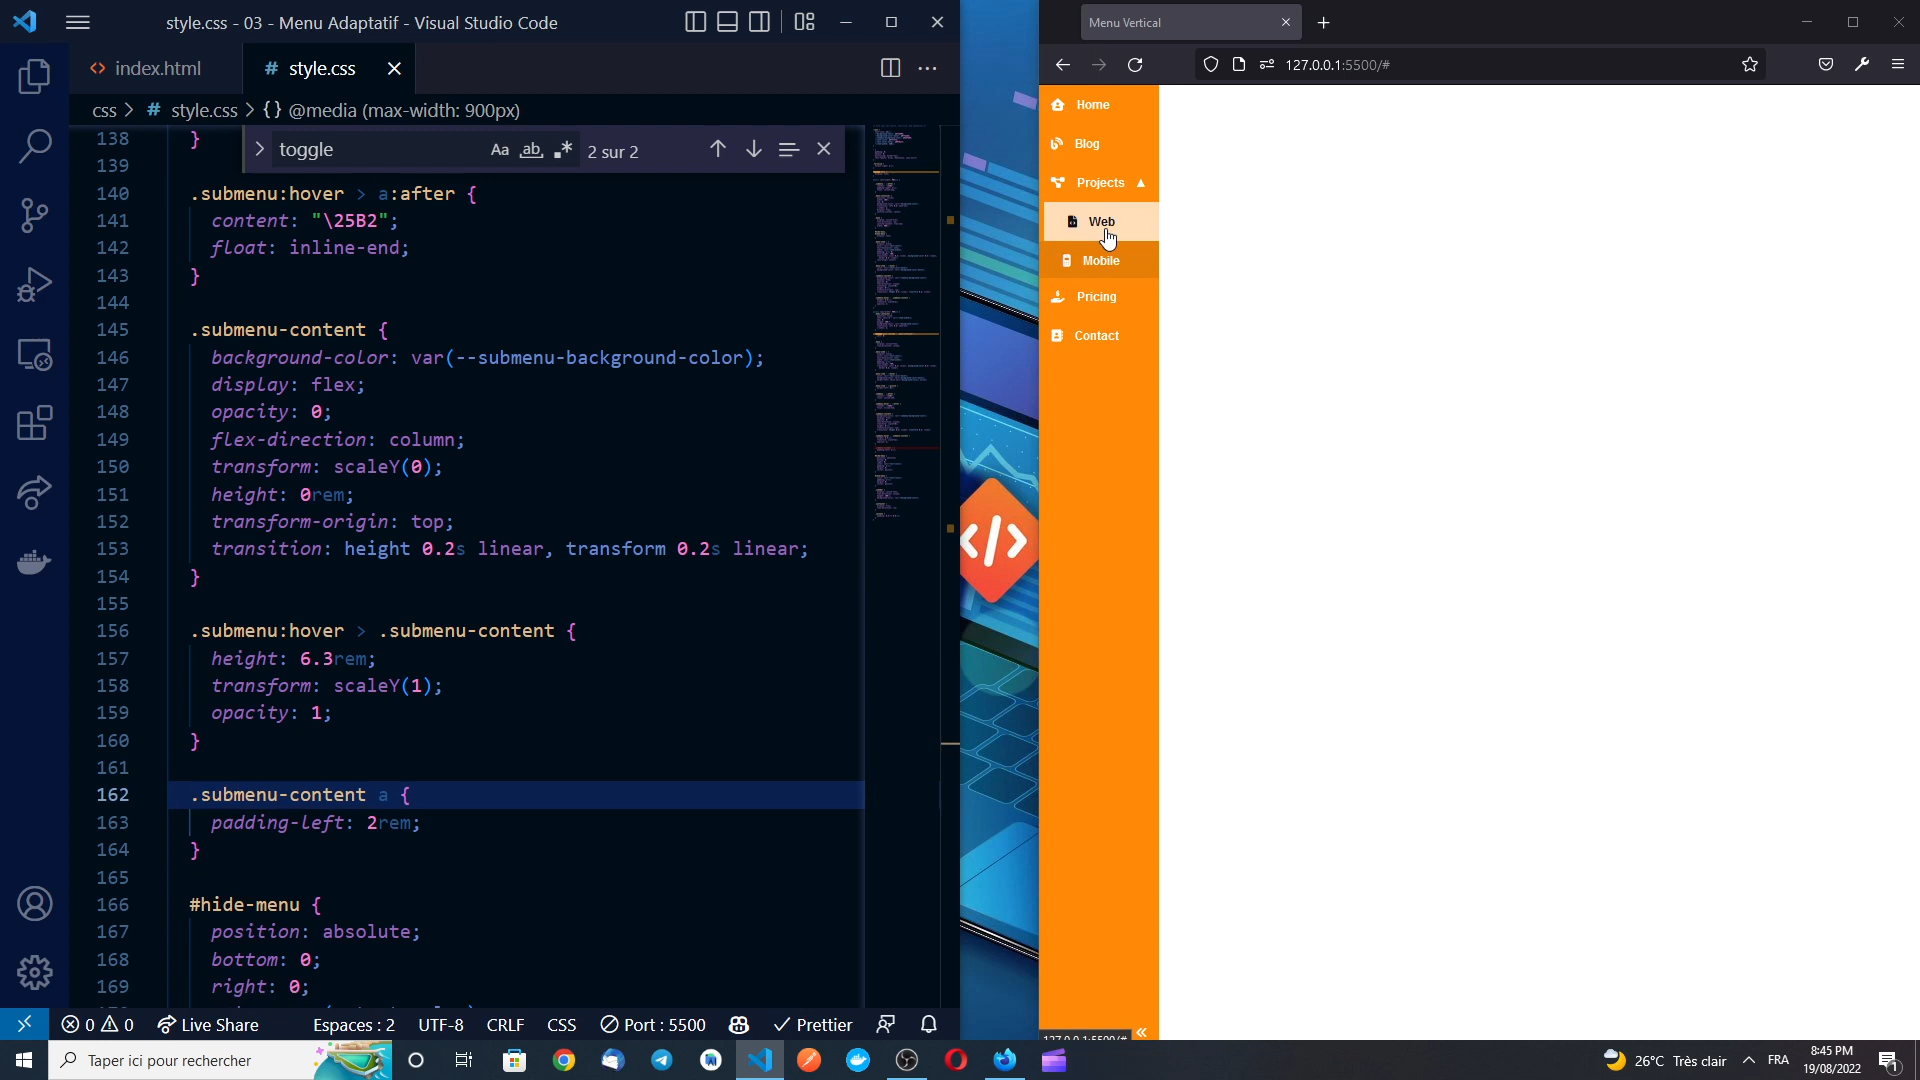 style.css - 03 - Menu Adaptatif - Visual Studio Code
index.html
# style.css
css > # style.css > {} @media (max-width: 900px)
toggle
Aa ab .* 2 sur 2
138 }
139
140 .submenu:hover > a:after {
141 content: "\25B2";
142 float: inline-end;
143 }
144
145 .submenu-content {
146 background-color: var(--submenu-background-color);
147 display: flex;
148 opacity: 0;
149 flex-direction: column;
150 transform: scaleY(0);
151 height: 0rem;
152 transform-origin: top;
153 transition: height 0.2s linear, transform 0.2s linear;
154 }
155
156 .submenu:hover > .submenu-content {
157 height: 6.3rem;
158 transform: scaleY(1);
159 opacity: 1;
160 }
161
162 .submenu-content a {
163 padding-left: 2rem;
164 }
165
166 #hide-menu {
167 position: absolute;
168 bottom: 0;
169 right: 0;
0 0 Live Share Espaces : 2 UTF-8 CRLF CSS Port : 5500 Prettier
Menu Vertical
127.0.0.1:5500/#
Home
Blog
Projects ▲
Web
Mobile
Pricing
Contact
127.0.0.1:5500/#
«
Taper ici pour rechercher
26°C Très clair
FRA
8:45 PM
19/08/2022
1